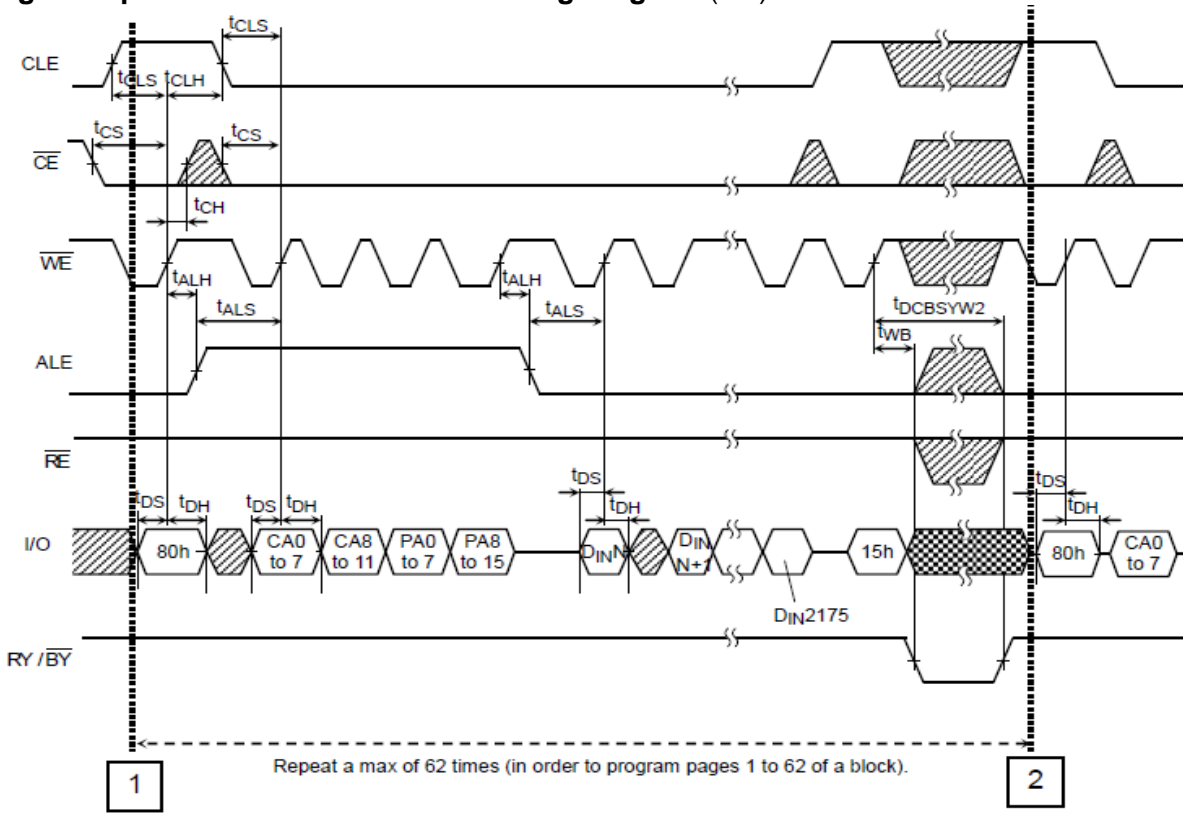 tCLS
CLE
tCLS tCLH
tCS tCS
CE
tCH
WE
tALH tALH
tALS tALS
tDCBSYW2
tWB
ALE
RE
tDS tDH tDS tDH tDS tDH tDS tDH
I/O
80h
CA0
to 7
CA8
to 11
PA0
to 7
PA8
to 15
DINN
DIN
N+1
15h
80h
CA0
to 7
DIN2175
RY /BY
Repeat a max of 62 times (in order to program pages 1 to 62 of a block).
1
2